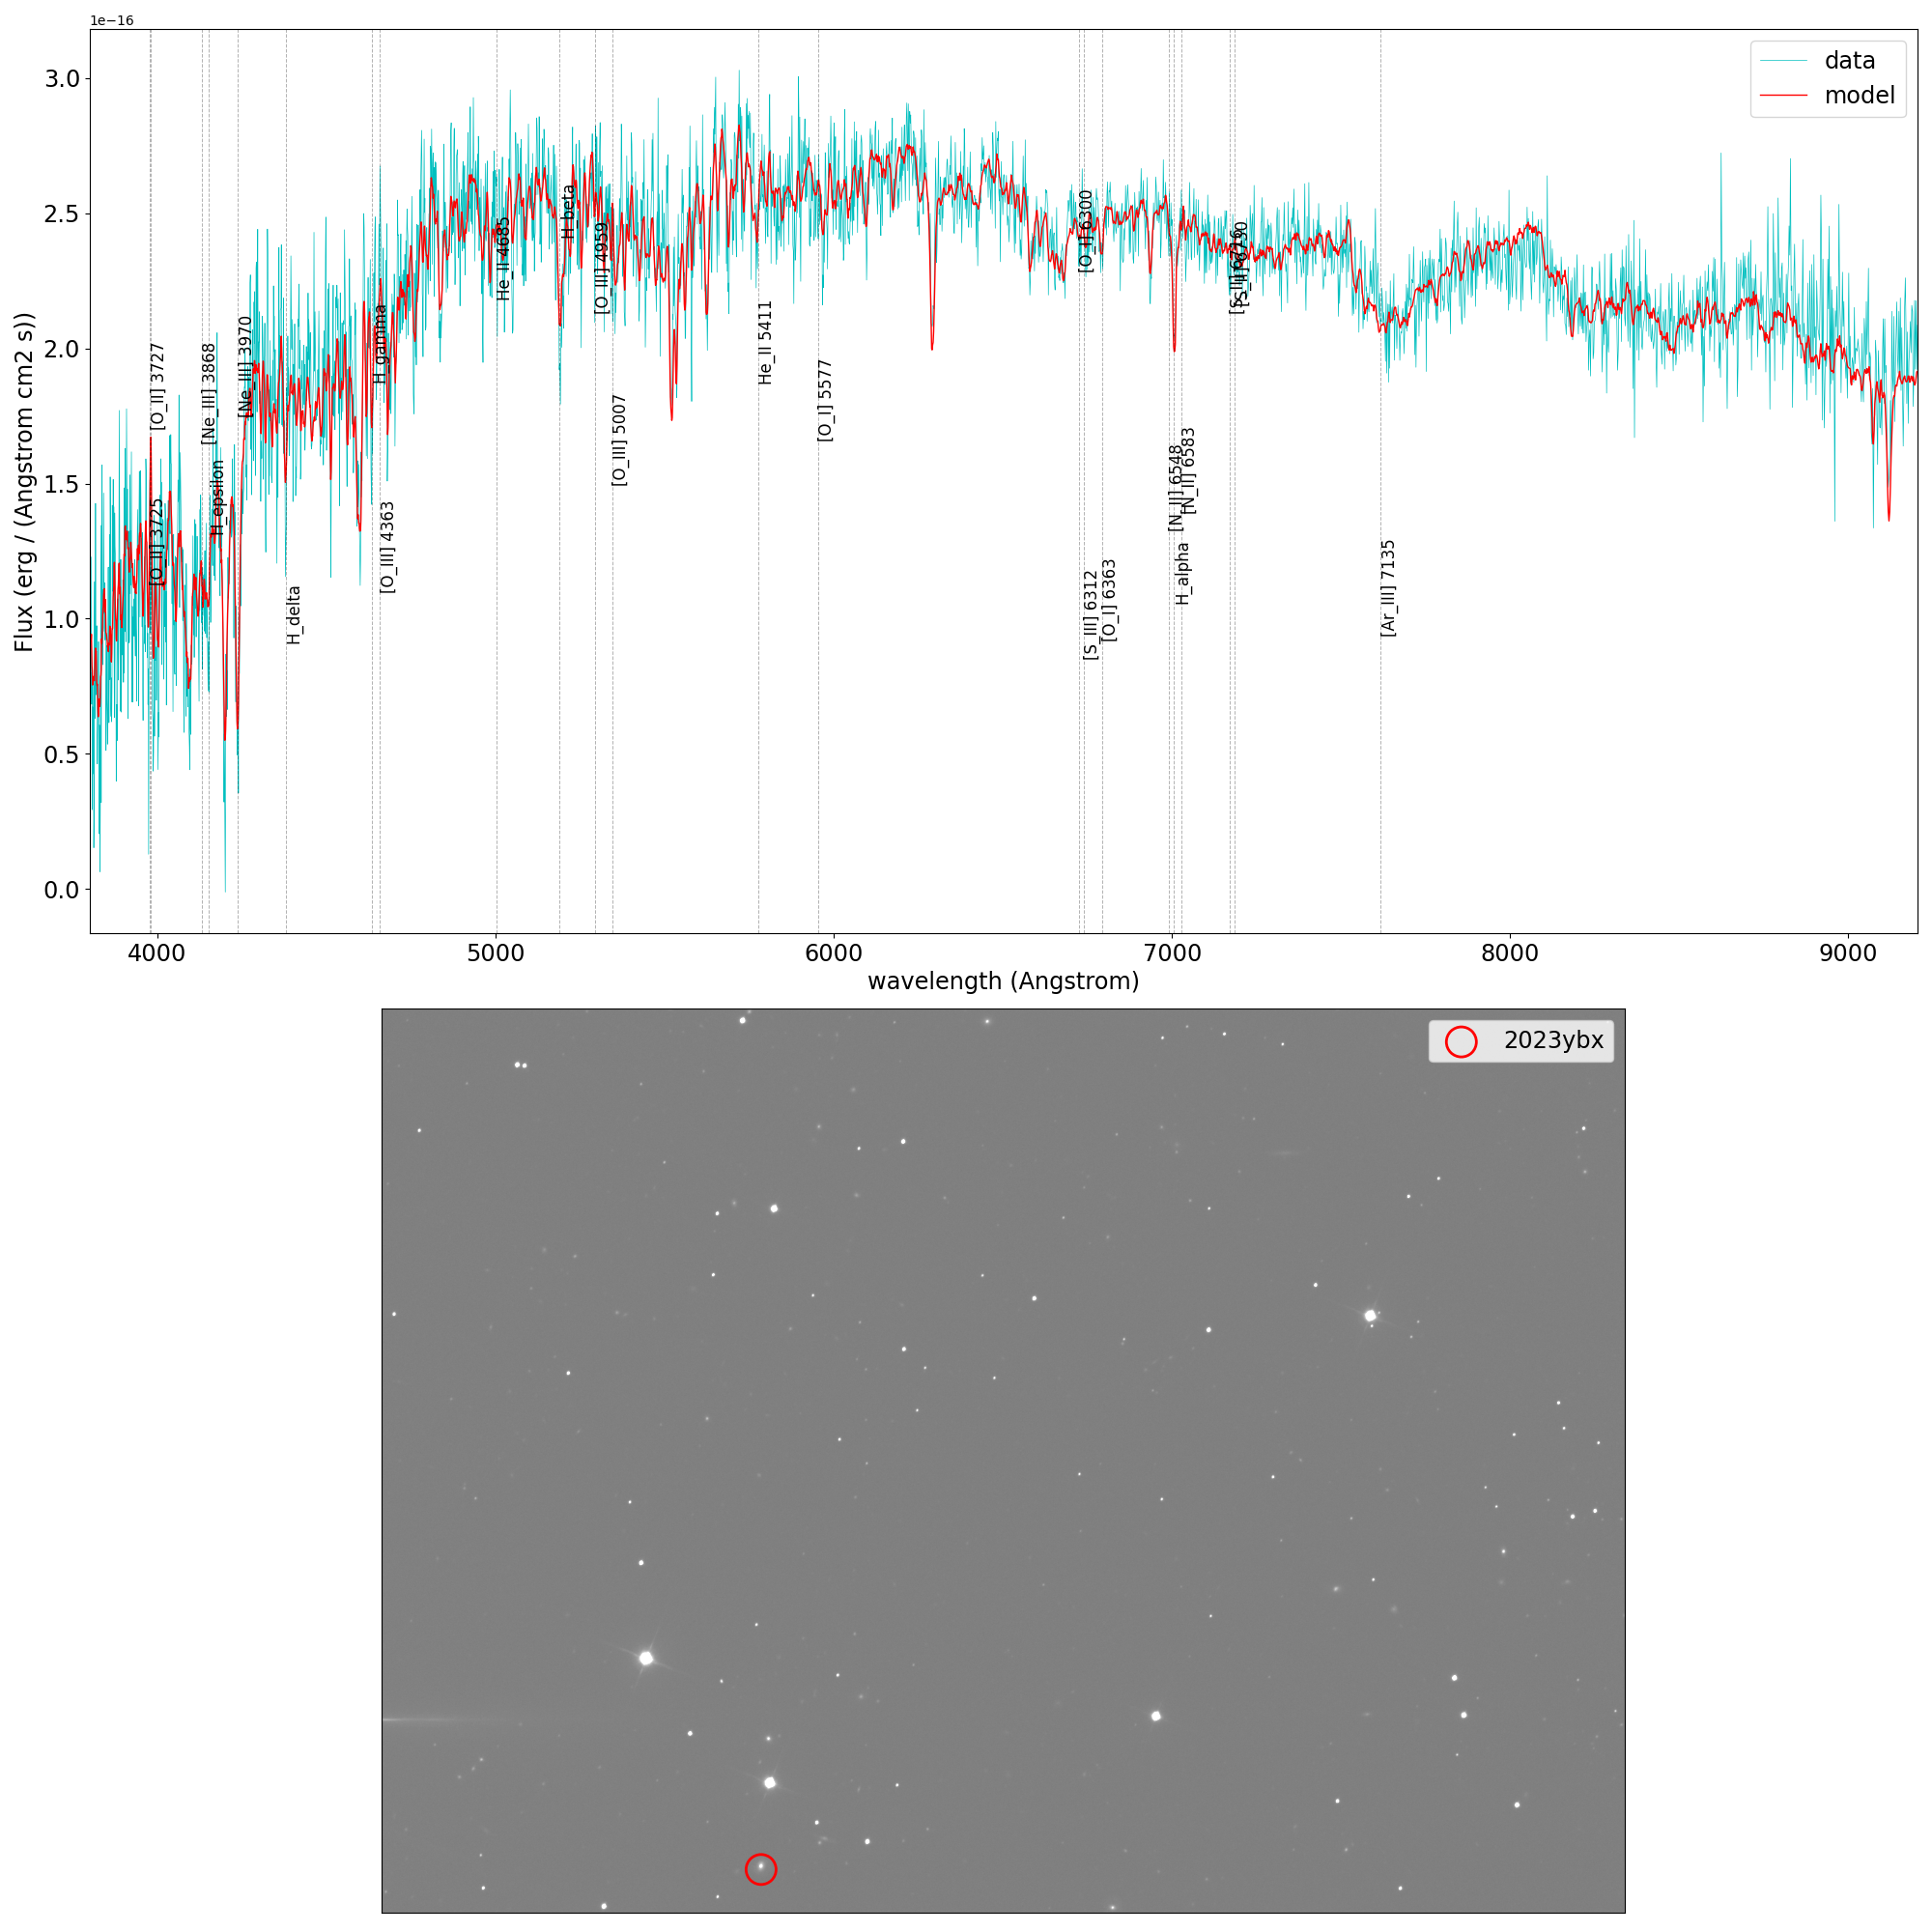 1e−16
data
model
3.0
2.5
2.0
1.5
1.0
0.5
0.0
Flux (erg / (Angstrom cm2 s))
[O_II] 3725
[O_II] 3727
[Ne_III] 3868
H_epsilon
[Ne_III] 3970
H_delta
H_gamma
[O_III] 4363
He_II 4685
H_beta
[O_III] 4959
[O_III] 5007
He_II 5411
[O_I] 5577
[O_I] 6300
[S_III] 6312
[O_I] 6363
[N_II] 6548
H_alpha
[N_II] 6583
[Ar_III] 7135
4000
5000
6000
7000
8000
9000
wavelength (Angstrom)
2023ybx